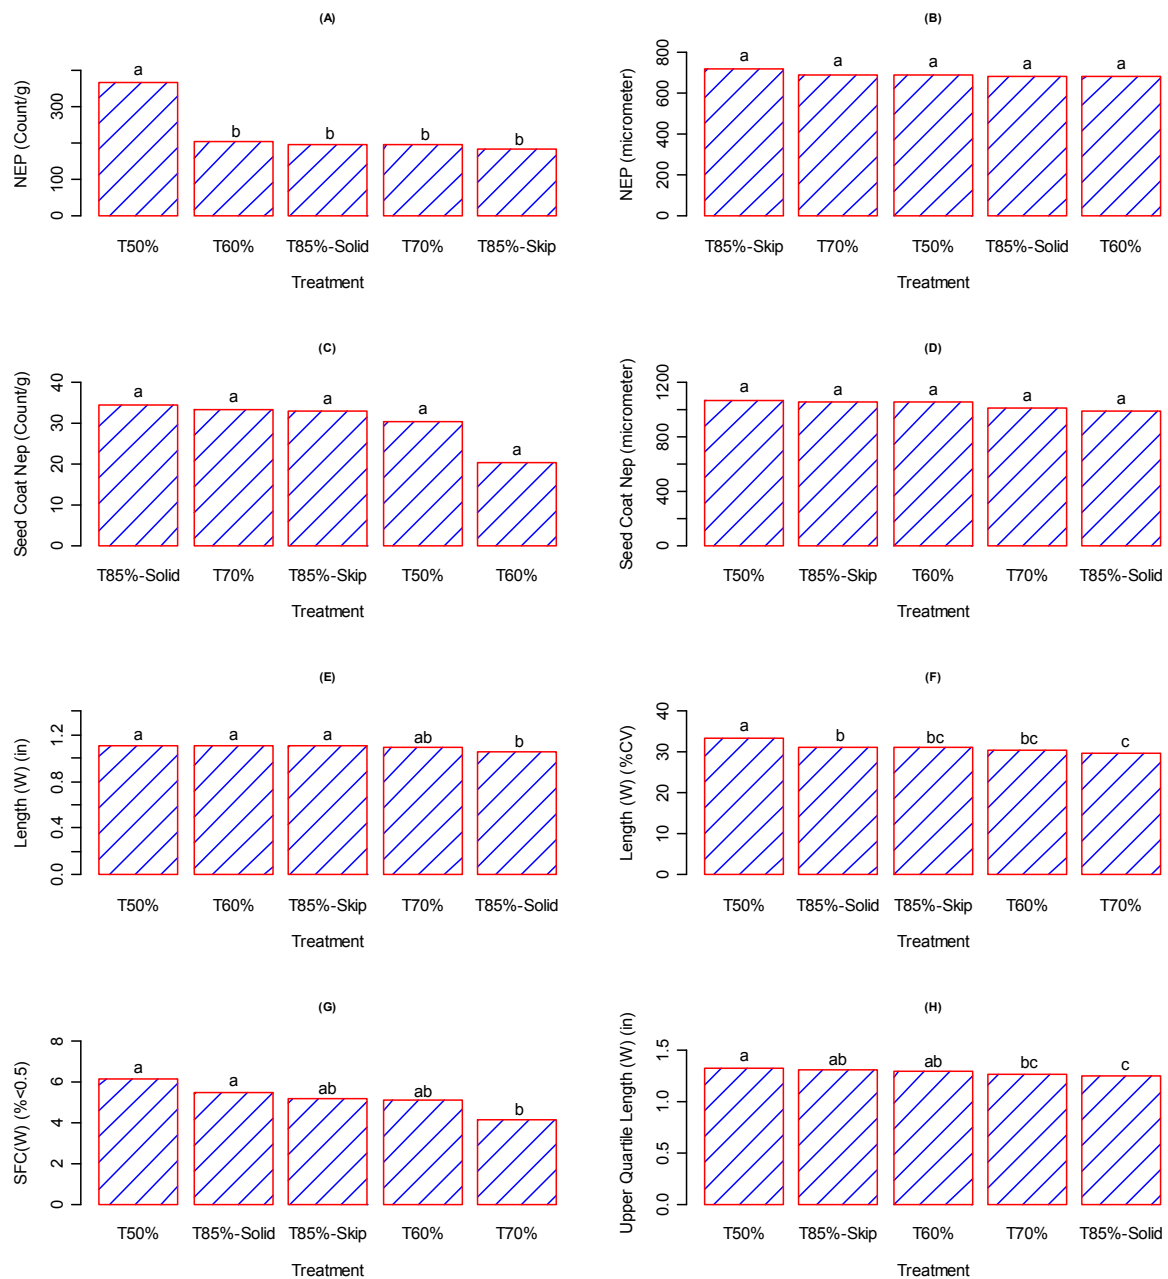 (A)
NEP (Count/g)
0
100
300
a
b
b
b
b
T50%
T60%
T85%-Solid
T70%
T85%-Skip
Treatment
(B)
NEP (micrometer)
0
200
400
600
800
a
a
a
a
a
T85%-Skip
T70%
T50%
T85%-Solid
T60%
Treatment
(C)
Seed Coat Nep (Count/g)
0
10
20
30
40
a
a
a
a
a
T85%-Solid
T70%
T85%-Skip
T50%
T60%
Treatment
(D)
Seed Coat Nep (micrometer)
0
400
800
1200
a
a
a
a
a
T50%
T85%-Skip
T60%
T70%
T85%-Solid
Treatment
(E)
Length (W) (in)
0.0
0.4
0.8
1.2
a
a
a
ab
b
T50%
T60%
T85%-Skip
T70%
T85%-Solid
Treatment
(F)
Length (W) (%CV)
0
10
20
30
40
a
b
bc
bc
c
T50%
T85%-Solid
T85%-Skip
T60%
T70%
Treatment
(G)
SFC(W) (%<0.5)
0
2
4
6
8
a
a
ab
ab
b
T50%
T85%-Solid
T85%-Skip
T60%
T70%
Treatment
(H)
Upper Quartile Length (W) (in)
0.0
0.5
1.0
1.5
a
ab
ab
bc
c
T50%
T85%-Skip
T60%
T70%
T85%-Solid
Treatment